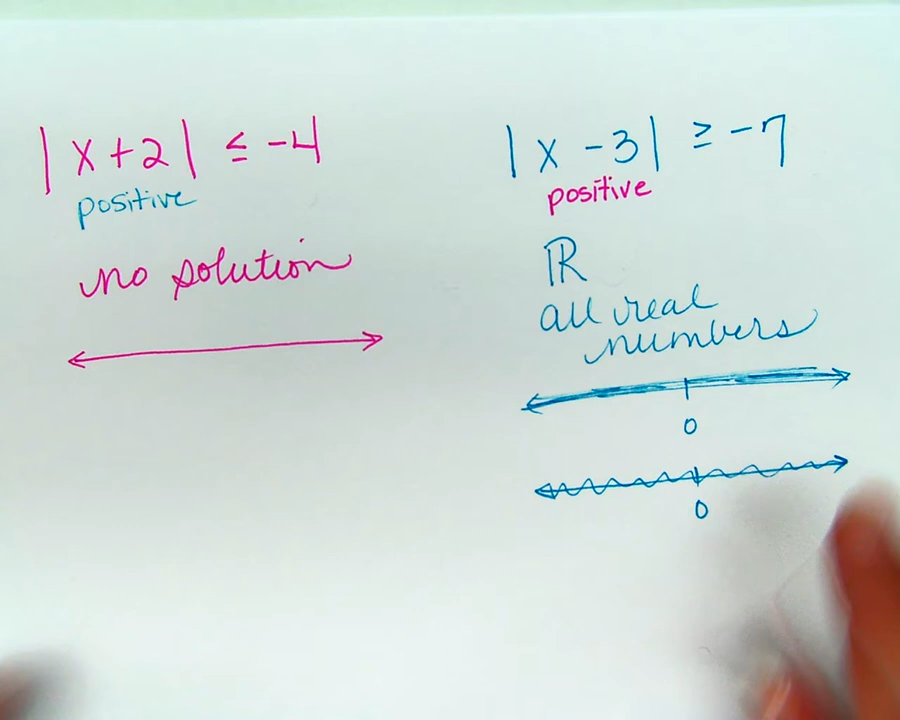 |x+2| ≤ -4
positive
no solution
|x-3| ≥ -7
positive
ℝ
all real
numbers
0
0